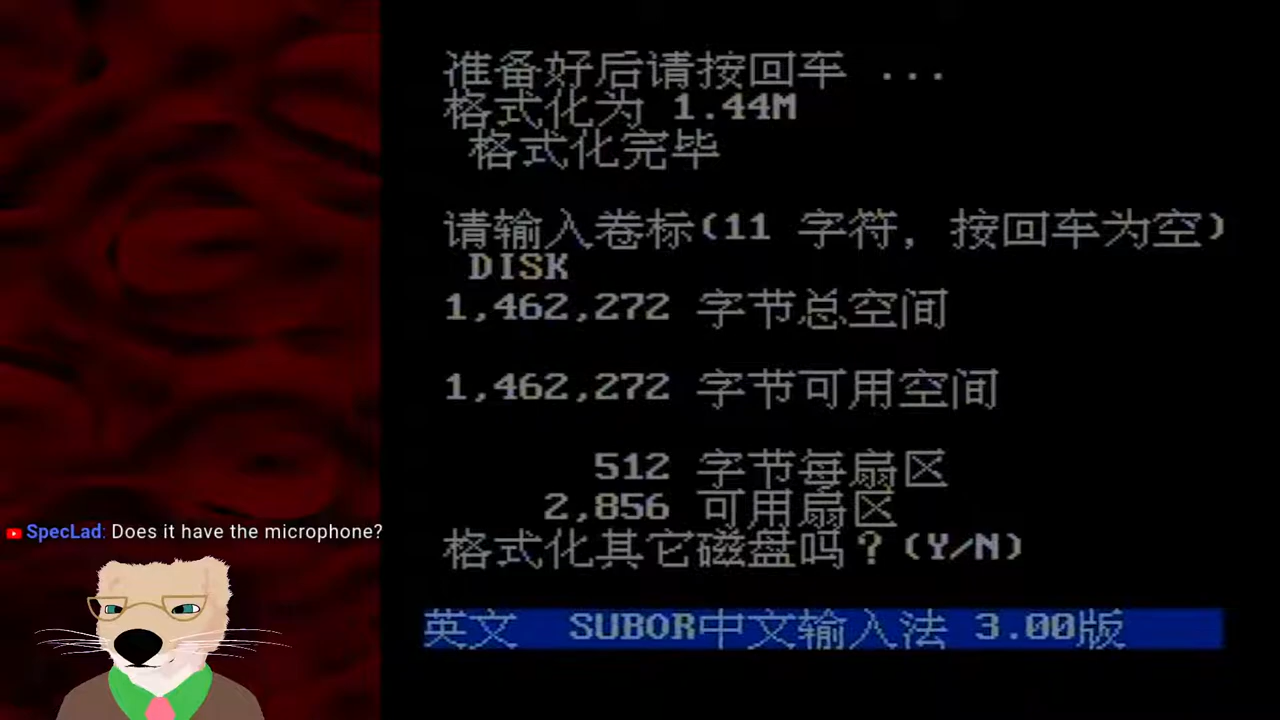 准备好后请按回车 ...
格式化为 1.44M
格式化完毕
请输入卷标(11 字符，按回车为空)
DISK
1,462,272 字节总空间
1,462,272 字节可用空间
512 字节每扇区
2,856 可用扇区
格式化其它磁盘吗？(Y/N)
英文 SUBOR中文输入法 3.00版
SpecLad: Does it have the microphone?